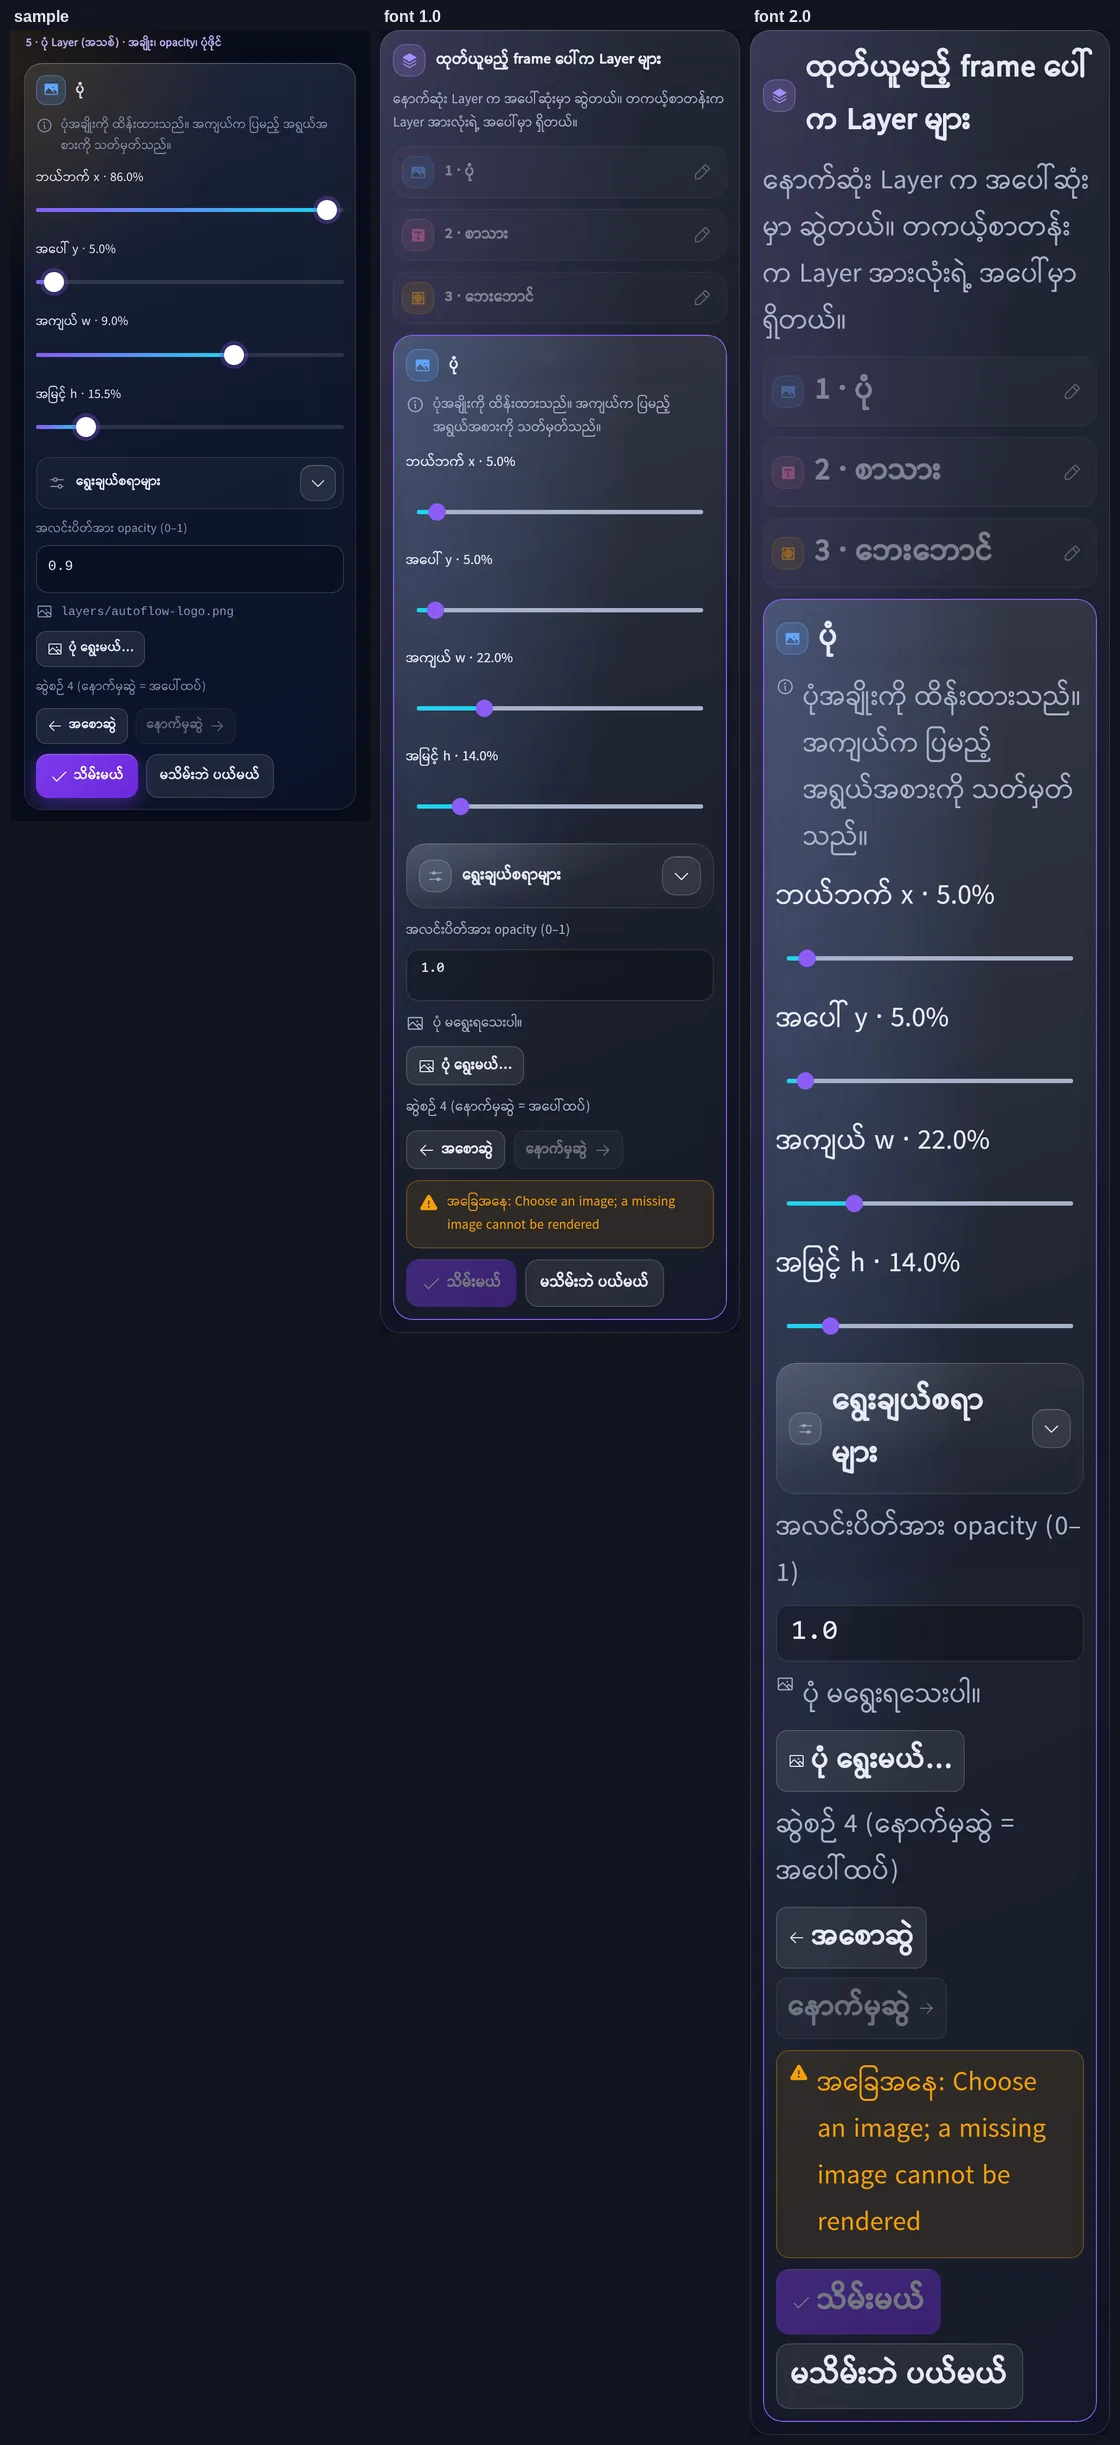 sample
5 · ပုံ Layer (အသစ်) · အချိုး၊ opacity၊ ပုံဖိုင်
ပုံ
ပုံအချိုးကို ထိန်းထားသည်။ အကျယ်က ပြမည့် အရွယ်အ
စားကို သတ်မှတ်သည်။
ဘယ်ဘက် x · 86.0%
အပေါ် y · 5.0%
အကျယ် w · 9.0%
အမြင့် h · 15.5%
ရွေးချယ်စရာများ
အလင်းပိတ်အား opacity (0–1)
0.9
layers/autoflow-logo.png
ပုံ ရွေးမယ်…
ဆွဲစဉ် 4 (နောက်မှဆွဲ = အပေါ်ထပ်)
← အစောဆွဲ
နောက်မှဆွဲ →
သိမ်းမယ်
မသိမ်းဘဲ ပယ်မယ်
font 1.0
ထုတ်ယူမည့် frame ပေါ်က Layer များ
နောက်ဆုံး Layer က အပေါ်ဆုံးမှာ ဆွဲတယ်။ တကယ့်စာတန်းက
Layer အားလုံးရဲ့ အပေါ်မှာ ရှိတယ်။
1 · ပုံ
2 · စာသား
3 · ဘေးဘောင်
ပုံ
ပုံအချိုးကို ထိန်းထားသည်။ အကျယ်က ပြမည့်
အရွယ်အစားကို သတ်မှတ်သည်။
ဘယ်ဘက် x · 5.0%
အပေါ် y · 5.0%
အကျယ် w · 22.0%
အမြင့် h · 14.0%
ရွေးချယ်စရာများ
အလင်းပိတ်အား opacity (0–1)
1.0
ပုံ မရွေးရသေးပါ။
ပုံ ရွေးမယ်…
ဆွဲစဉ် 4 (နောက်မှဆွဲ = အပေါ်ထပ်)
← အစောဆွဲ
နောက်မှဆွဲ →
အခြေအနေ: Choose an image; a missing
image cannot be rendered
သိမ်းမယ်
မသိမ်းဘဲ ပယ်မယ်
font 2.0
ထုတ်ယူမည့် frame ပေါ်
က Layer များ
နောက်ဆုံး Layer က အပေါ်ဆုံး
မှာ ဆွဲတယ်။ တကယ့်စာတန်း
က Layer အားလုံးရဲ့ အပေါ်မှာ
ရှိတယ်။
1 · ပုံ
2 · စာသား
3 · ဘေးဘောင်
ပုံ
ပုံအချိုးကို ထိန်းထားသည်။
အကျယ်က ပြမည့်
အရွယ်အစားကို သတ်မှတ်
သည်။
ဘယ်ဘက် x · 5.0%
အပေါ် y · 5.0%
အကျယ် w · 22.0%
အမြင့် h · 14.0%
ရွေးချယ်စရာ
များ
အလင်းပိတ်အား opacity (0–
1)
1.0
ပုံ မရွေးရသေးပါ။
ပုံ ရွေးမယ်…
ဆွဲစဉ် 4 (နောက်မှဆွဲ =
အပေါ်ထပ်)
← အစောဆွဲ
နောက်မှဆွဲ →
အခြေအနေ: Choose
an image; a missing
image cannot be
rendered
သိမ်းမယ်
မသိမ်းဘဲ ပယ်မယ်